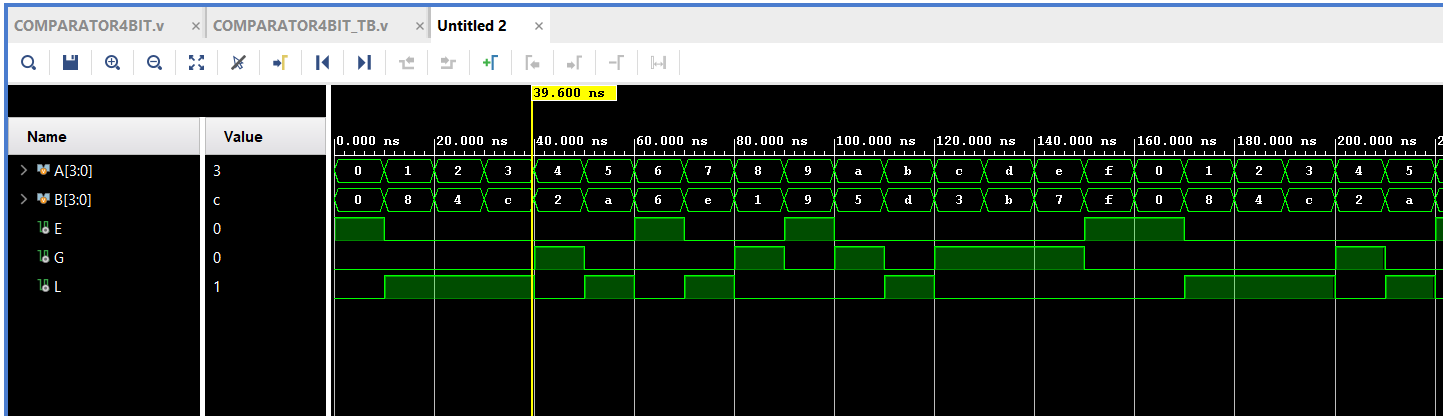 COMPARATOR4BIT.v × COMPARATOR4BIT_TB.v × Untitled 2 ×
39.600 ns
Name Value
0.000 ns 20.000 ns 40.000 ns 60.000 ns 80.000 ns 100.000 ns 120.000 ns 140.000 ns 160.000 ns 180.000 ns 200.000 ns
A[3:0] 3 0 1 2 3 4 5 6 7 8 9 a b c d e f 0 1 2 3 4 5
B[3:0] c 0 8 4 c 2 a 6 e 1 9 5 d 3 b 7 f 0 8 4 c 2 a
E 0
G 0
L 1